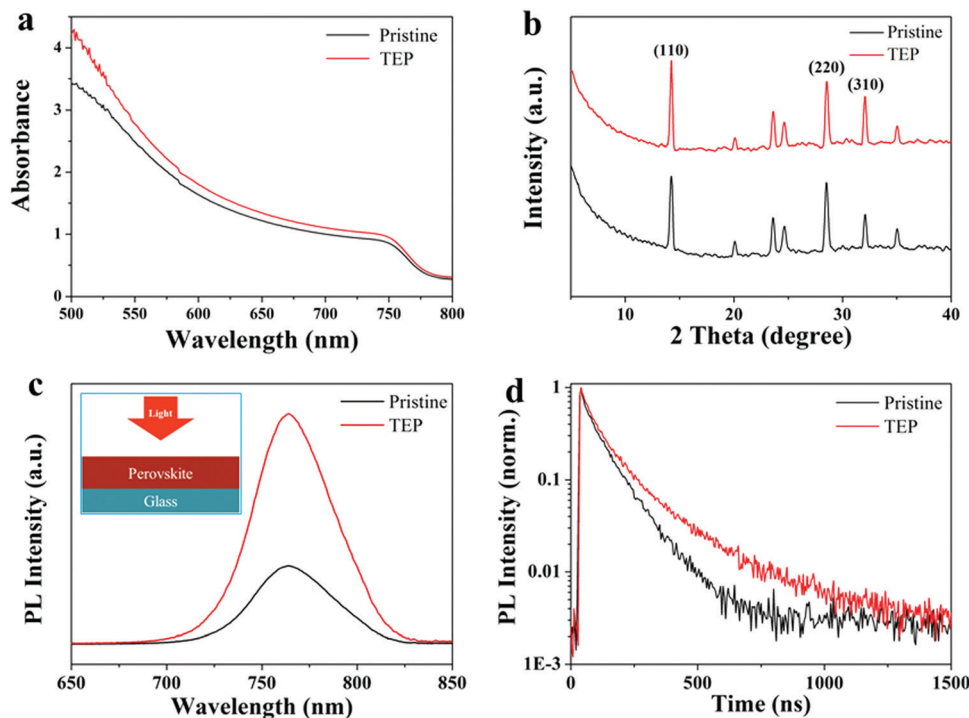 a
Pristine
TEP
4
3
2
1
0
500 550 600 650 700 750 800
Absorbance
Wavelength (nm)
b
Pristine
TEP
(110)
(220)
(310)
10 20 30 40
Intensity (a.u.)
2 Theta (degree)
c
Light
Perovskite
Glass
Pristine
TEP
650 700 750 800 850
PL Intensity (a.u.)
Wavelength (nm)
d
Pristine
TEP
1
0.1
0.01
1E-3
0 500 1000 1500
PL Intensity (norm.)
Time (ns)